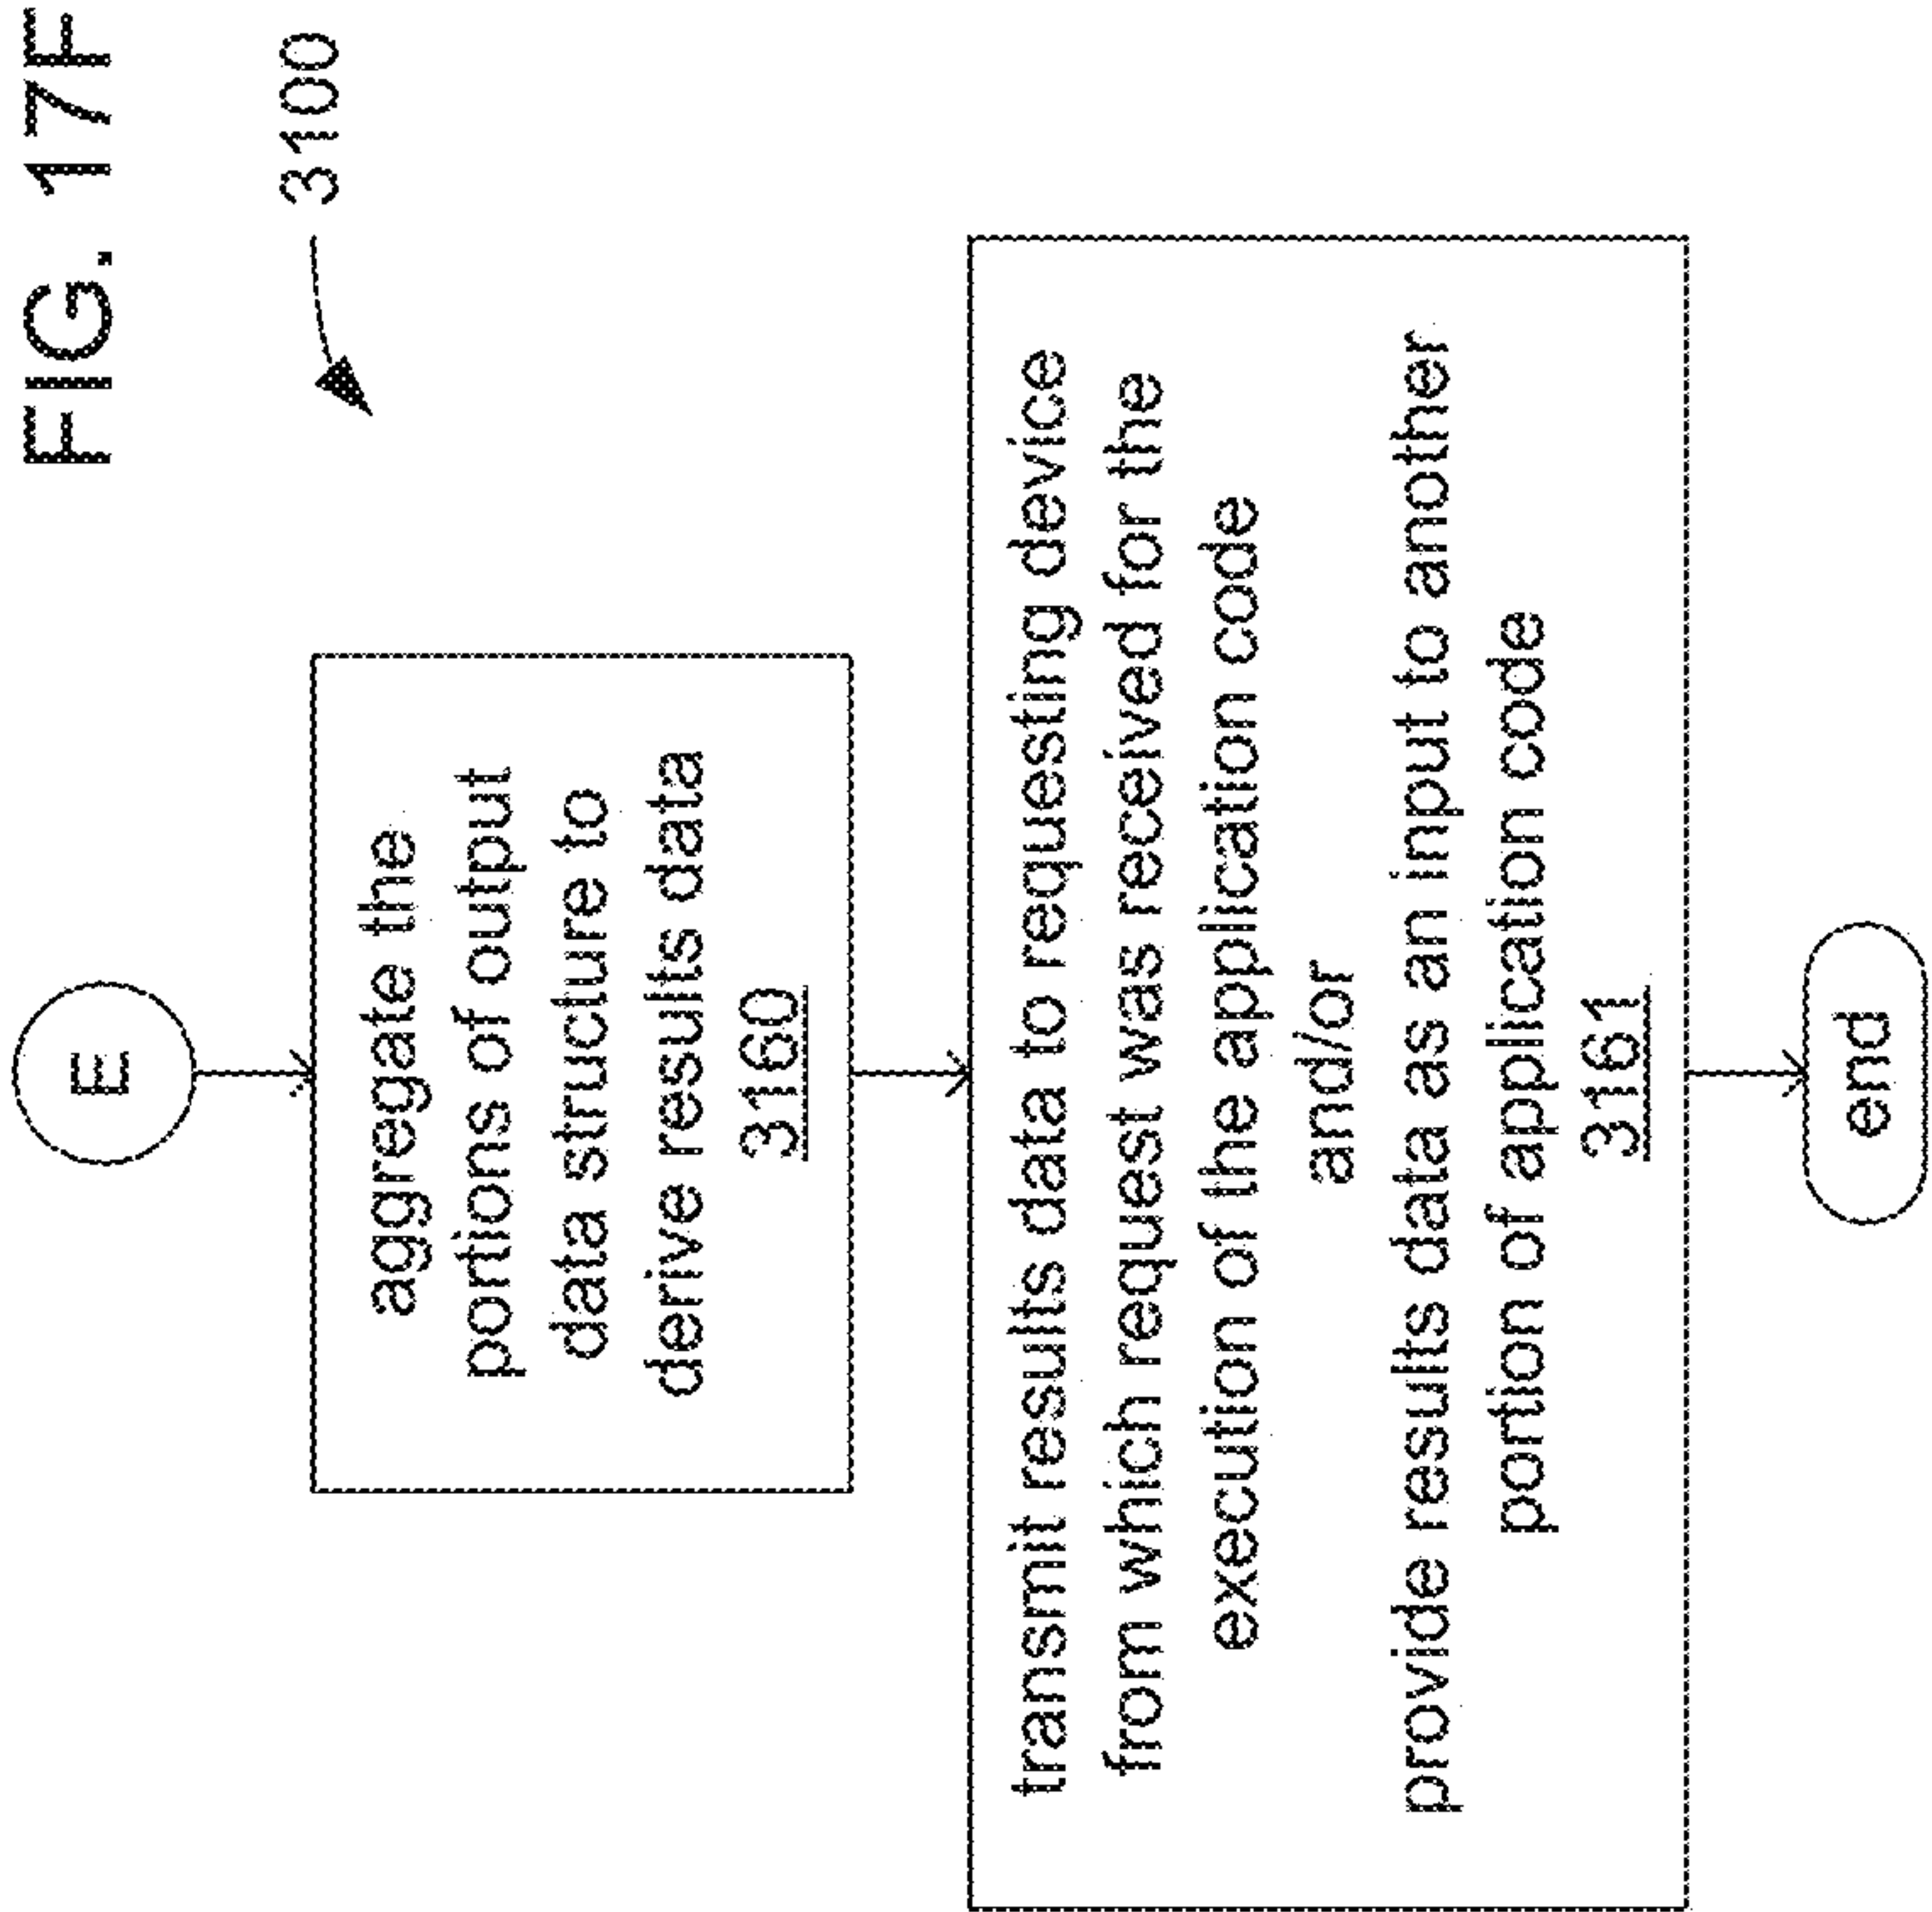 FIG. 17F
3100
E
aggregate the
portions of output
data structure to
derive results data
3160
transmit results data to requesting device
from which request was received for the
execution of the application code
and/or
provide results data as an input to another
portion of application code
3161
end